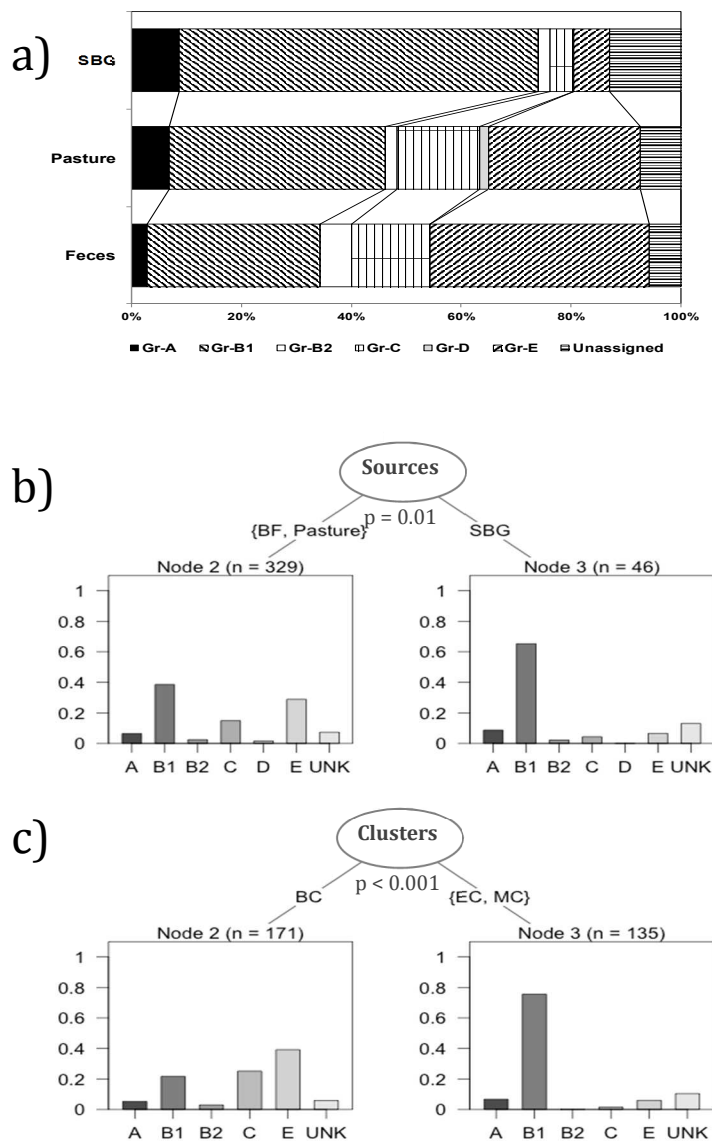 a)
SBG
Pasture
Feces
0% 20% 40% 60% 80% 100%
Gr-A Gr-B1 Gr-B2 Gr-C Gr-D Gr-E Unassigned
b)
Sources
p = 0.01
{BF, Pasture} SBG
Node 2 (n = 329) Node 3 (n = 46)
1 1
0.8 0.8
0.6 0.6
0.4 0.4
0.2 0.2
0 0
A B1 B2 C D E UNK A B1 B2 C D E UNK
c)
Clusters
p < 0.001
BC {EC, MC}
Node 2 (n = 171) Node 3 (n = 135)
1 1
0.8 0.8
0.6 0.6
0.4 0.4
0.2 0.2
0 0
A B1 B2 C E UNK A B1 B2 C E UNK